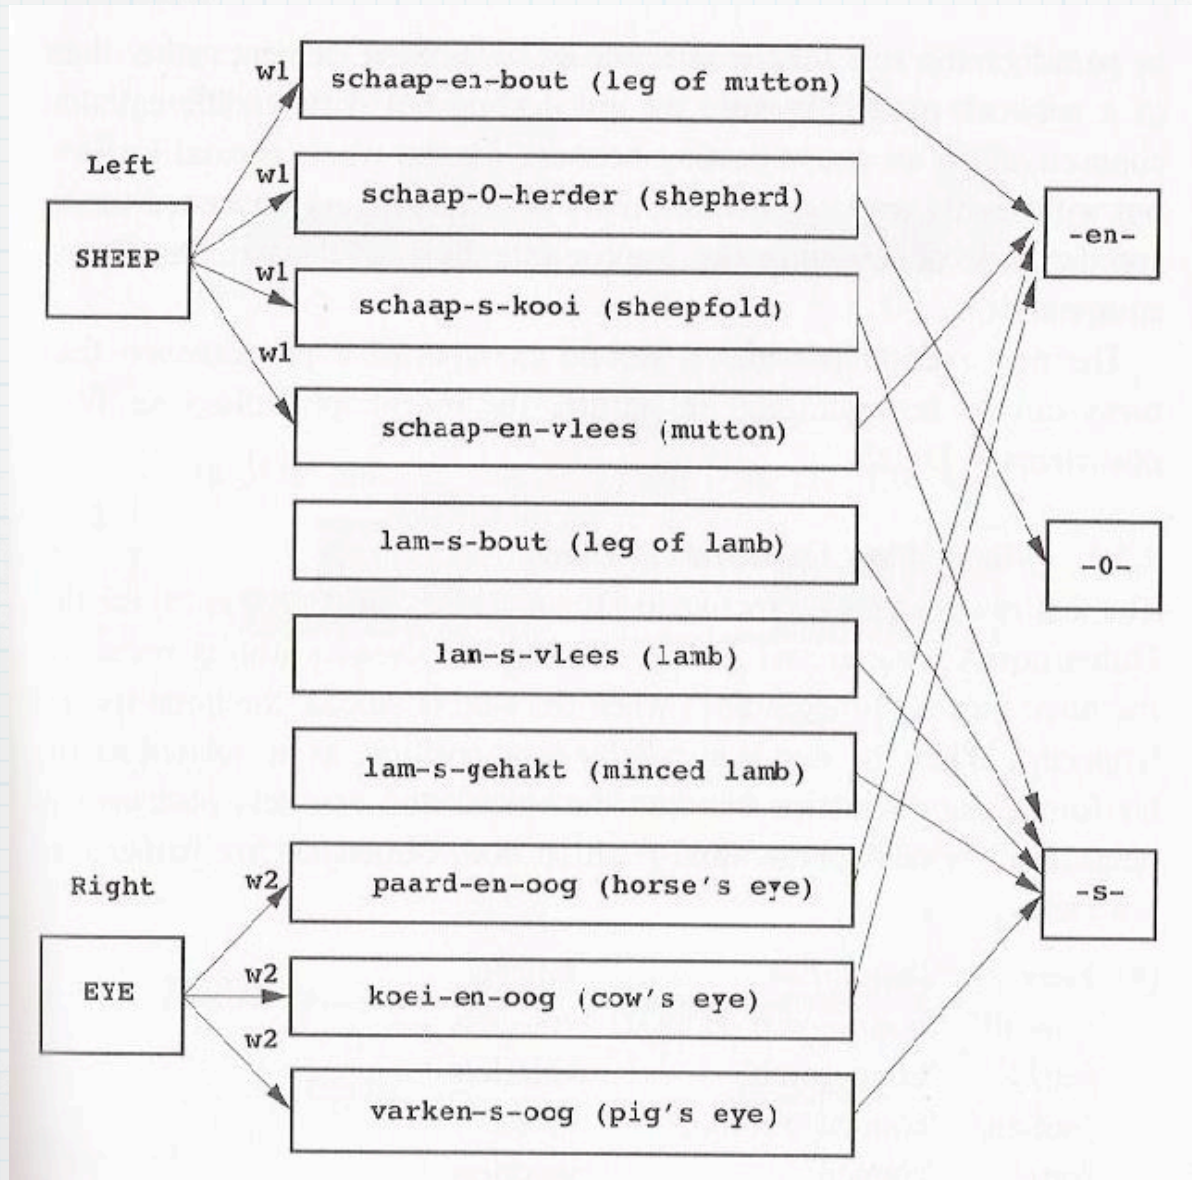 w1
schaap-en-bout (leg of mutton)
Left
w1
schaap-0-herder (shepherd)
-en-
SHEEP
w1
schaap-s-kooi (sheepfold)
w1
schaap-en-vlees (mutton)
lam-s-bout (leg of lamb)
-0-
lam-s-vlees (lamb)
lam-s-gehakt (minced lamb)
Right
w2
paard-en-oog (horse's eye)
-s-
w2
EYE
koei-en-oog (cow's eye)
w2
varken-s-oog (pig's eye)